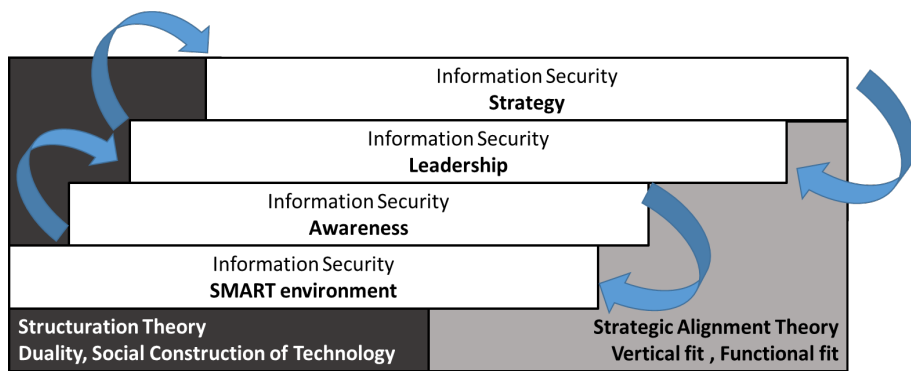 Information Security
Strategy
Information Security
Leadership
Information Security
Awareness
Information Security
SMART environment
Structuration Theory
Duality, Social Construction of Technology
Strategic Alignment Theory
Vertical fit , Functional fit